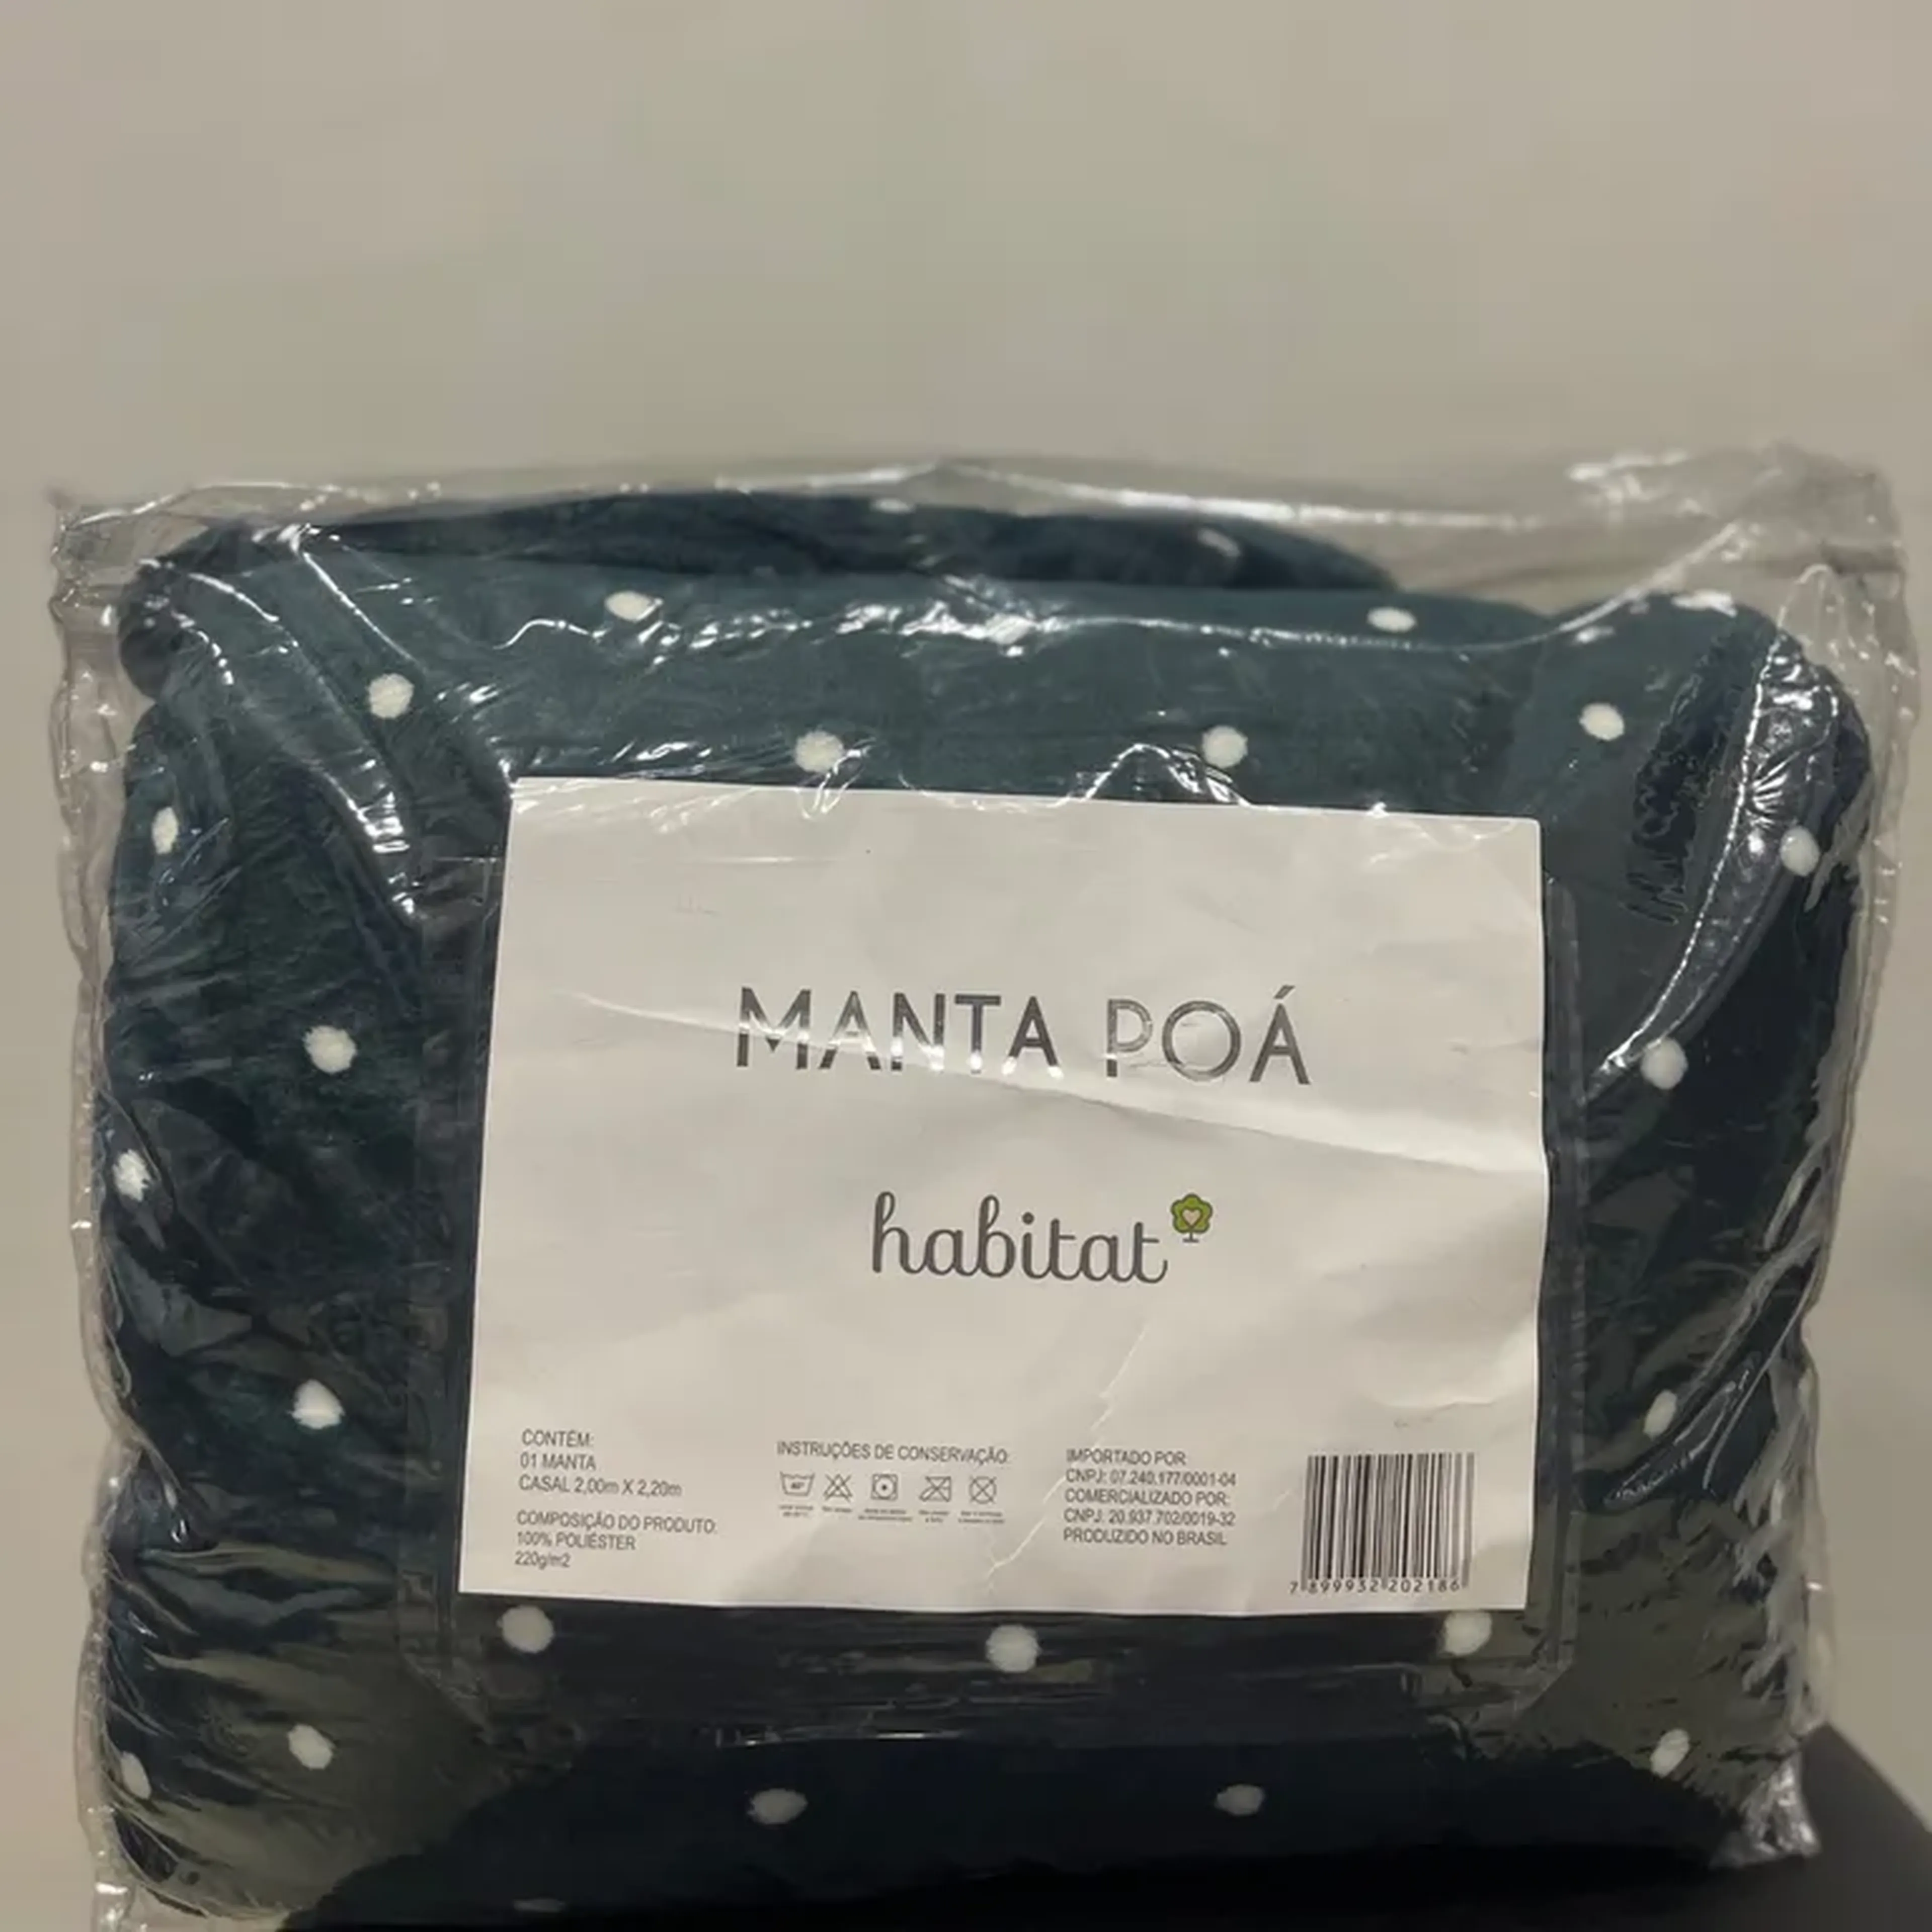 MANTA POÁ
habitat
CONTÉM:
01 MANTA
CASAL 2,00m X 2,20m
COMPOSIÇÃO DO PRODUTO:
100% POLIÉSTER
220g/m2
INSTRUÇÕES DE CONSERVAÇÃO:
IMPORTADO POR
CNPJ: 07.240.177/0001-04
COMERCIALIZADO POR:
CNPJ: 20.937.702/0019-32
PRODUZIDO NO BRASIL
7 899932 202186